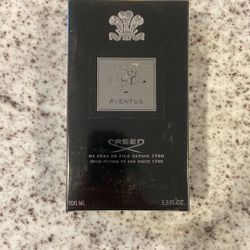 AVENTUS
CREED
DE PÈRE EN FILS DEPUIS 1760
FROM FATHER TO SON SINCE 1760
100 ML
3.3 FL.OZ.